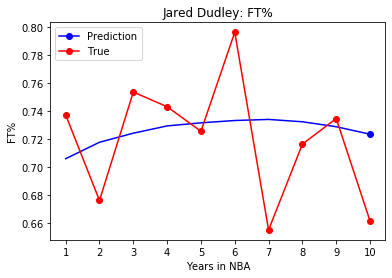 Jared Dudley: FT%
Prediction
True
FT%
0.80
0.78
0.76
0.74
0.72
0.70
0.68
0.66
1 2 3 4 5 6 7 8 9 10
Years in NBA